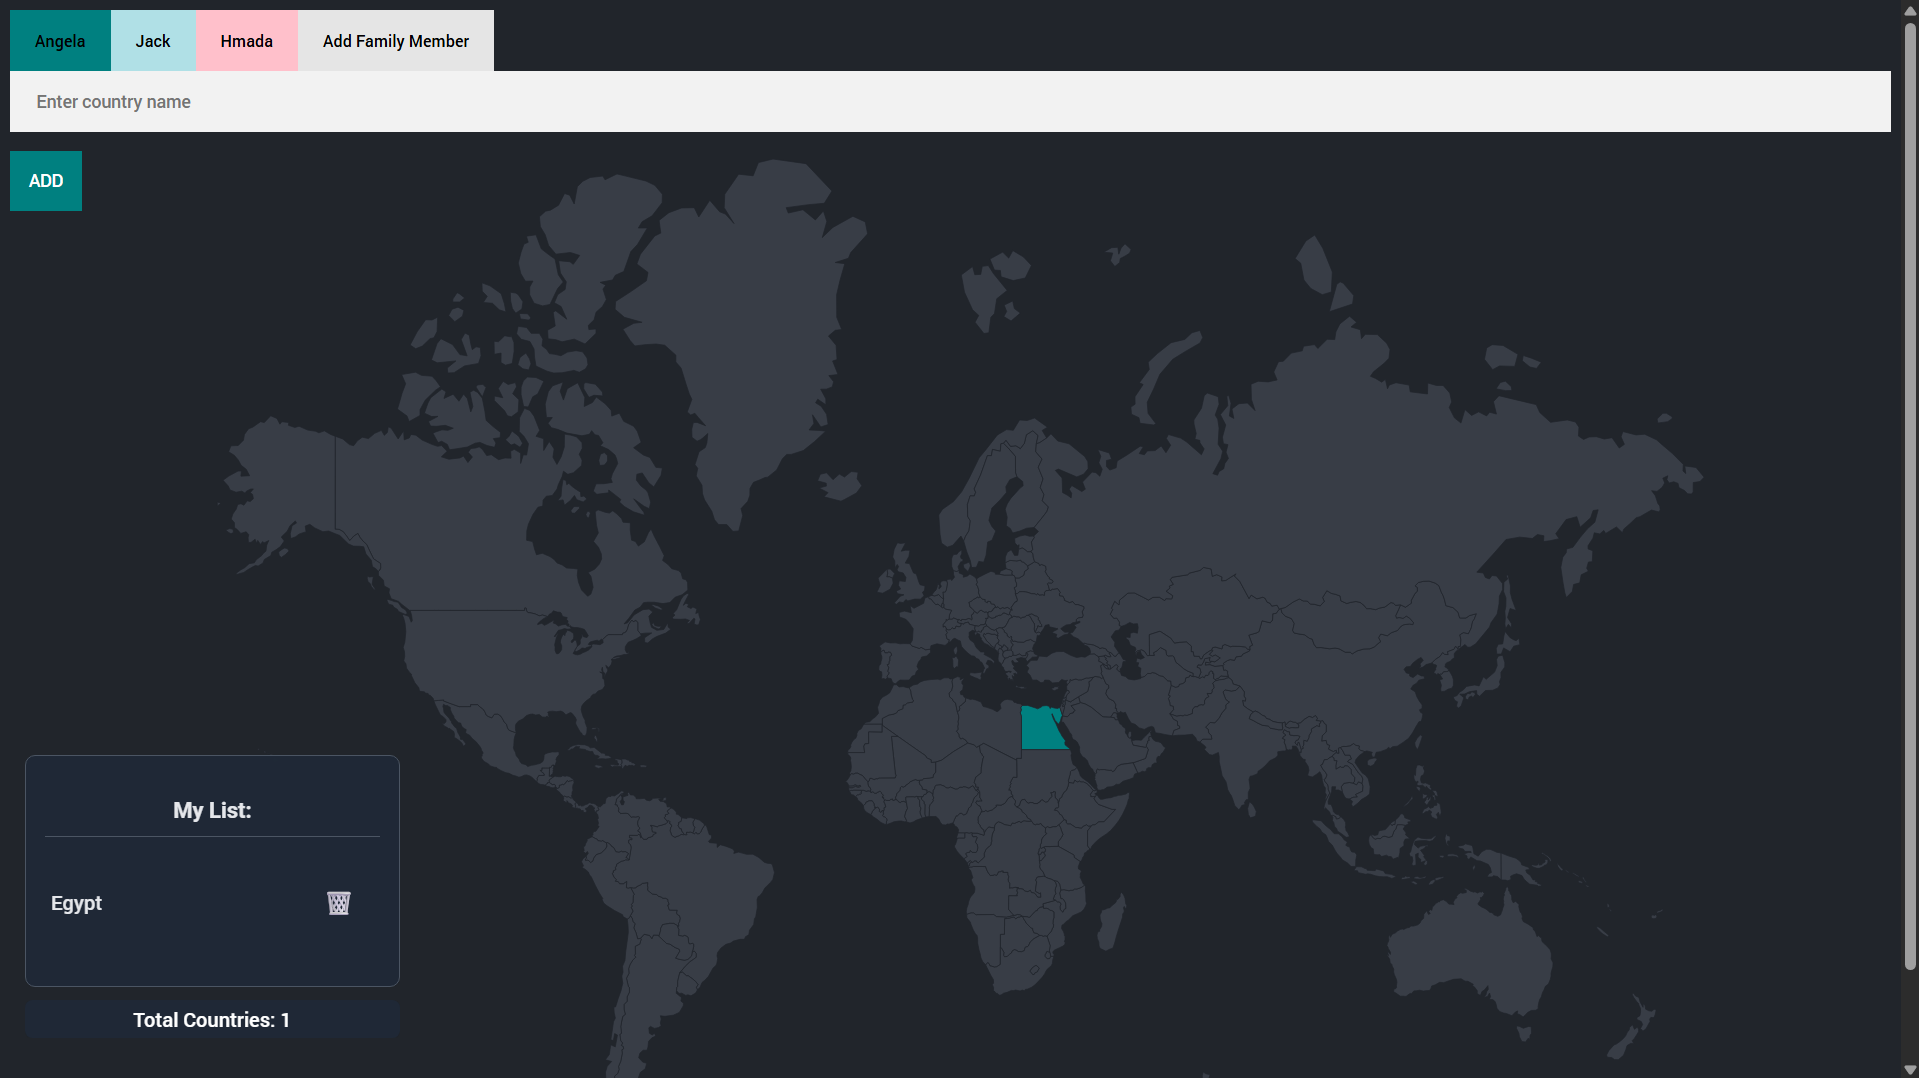 Angela Jack Hmada Add Family Member
Enter country name
ADD
My List:
Egypt
Total Countries: 1